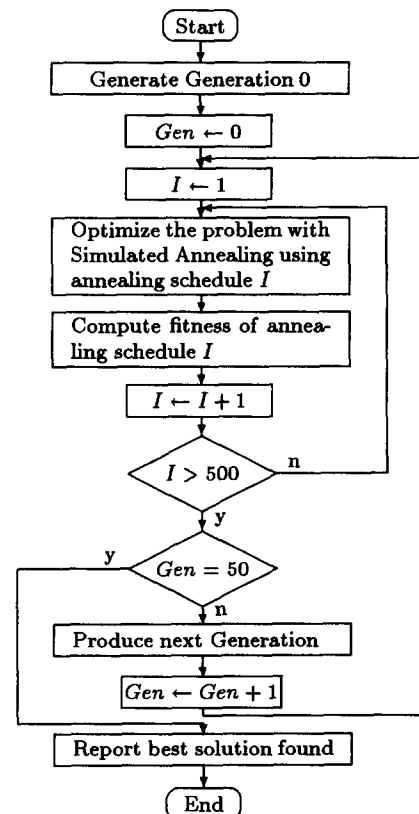 Start
Generate Generation 0
Gen ← 0
I ← 1
Optimize the problem with
Simulated Annealing using
annealing schedule I
Compute fitness of annea-
ling schedule I
I ← I + 1
I > 500
n
y
y
Gen = 50
n
Produce next Generation
Gen ← Gen + 1
Report best solution found
End